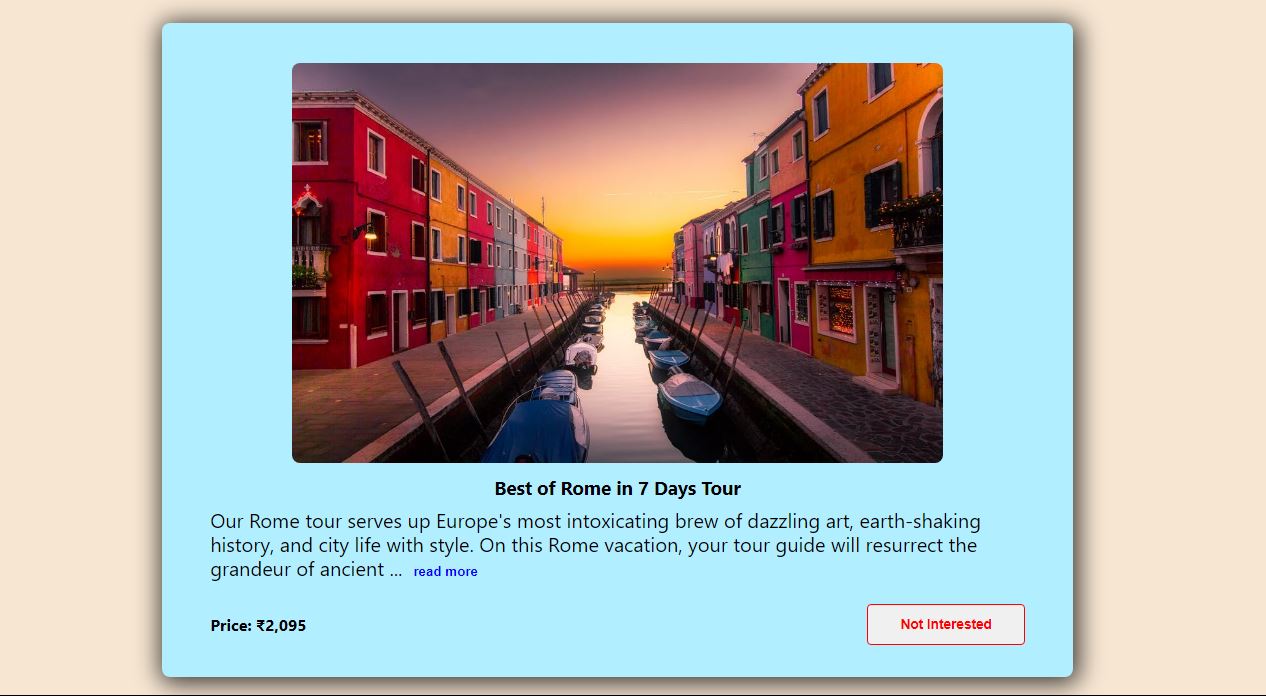 Best of Rome in 7 Days Tour
Our Rome tour serves up Europe's most intoxicating brew of dazzling art, earth-shaking
history, and city life with style. On this Rome vacation, your tour guide will resurrect the
grandeur of ancient ... read more
Price: ₹2,095
Not Interested